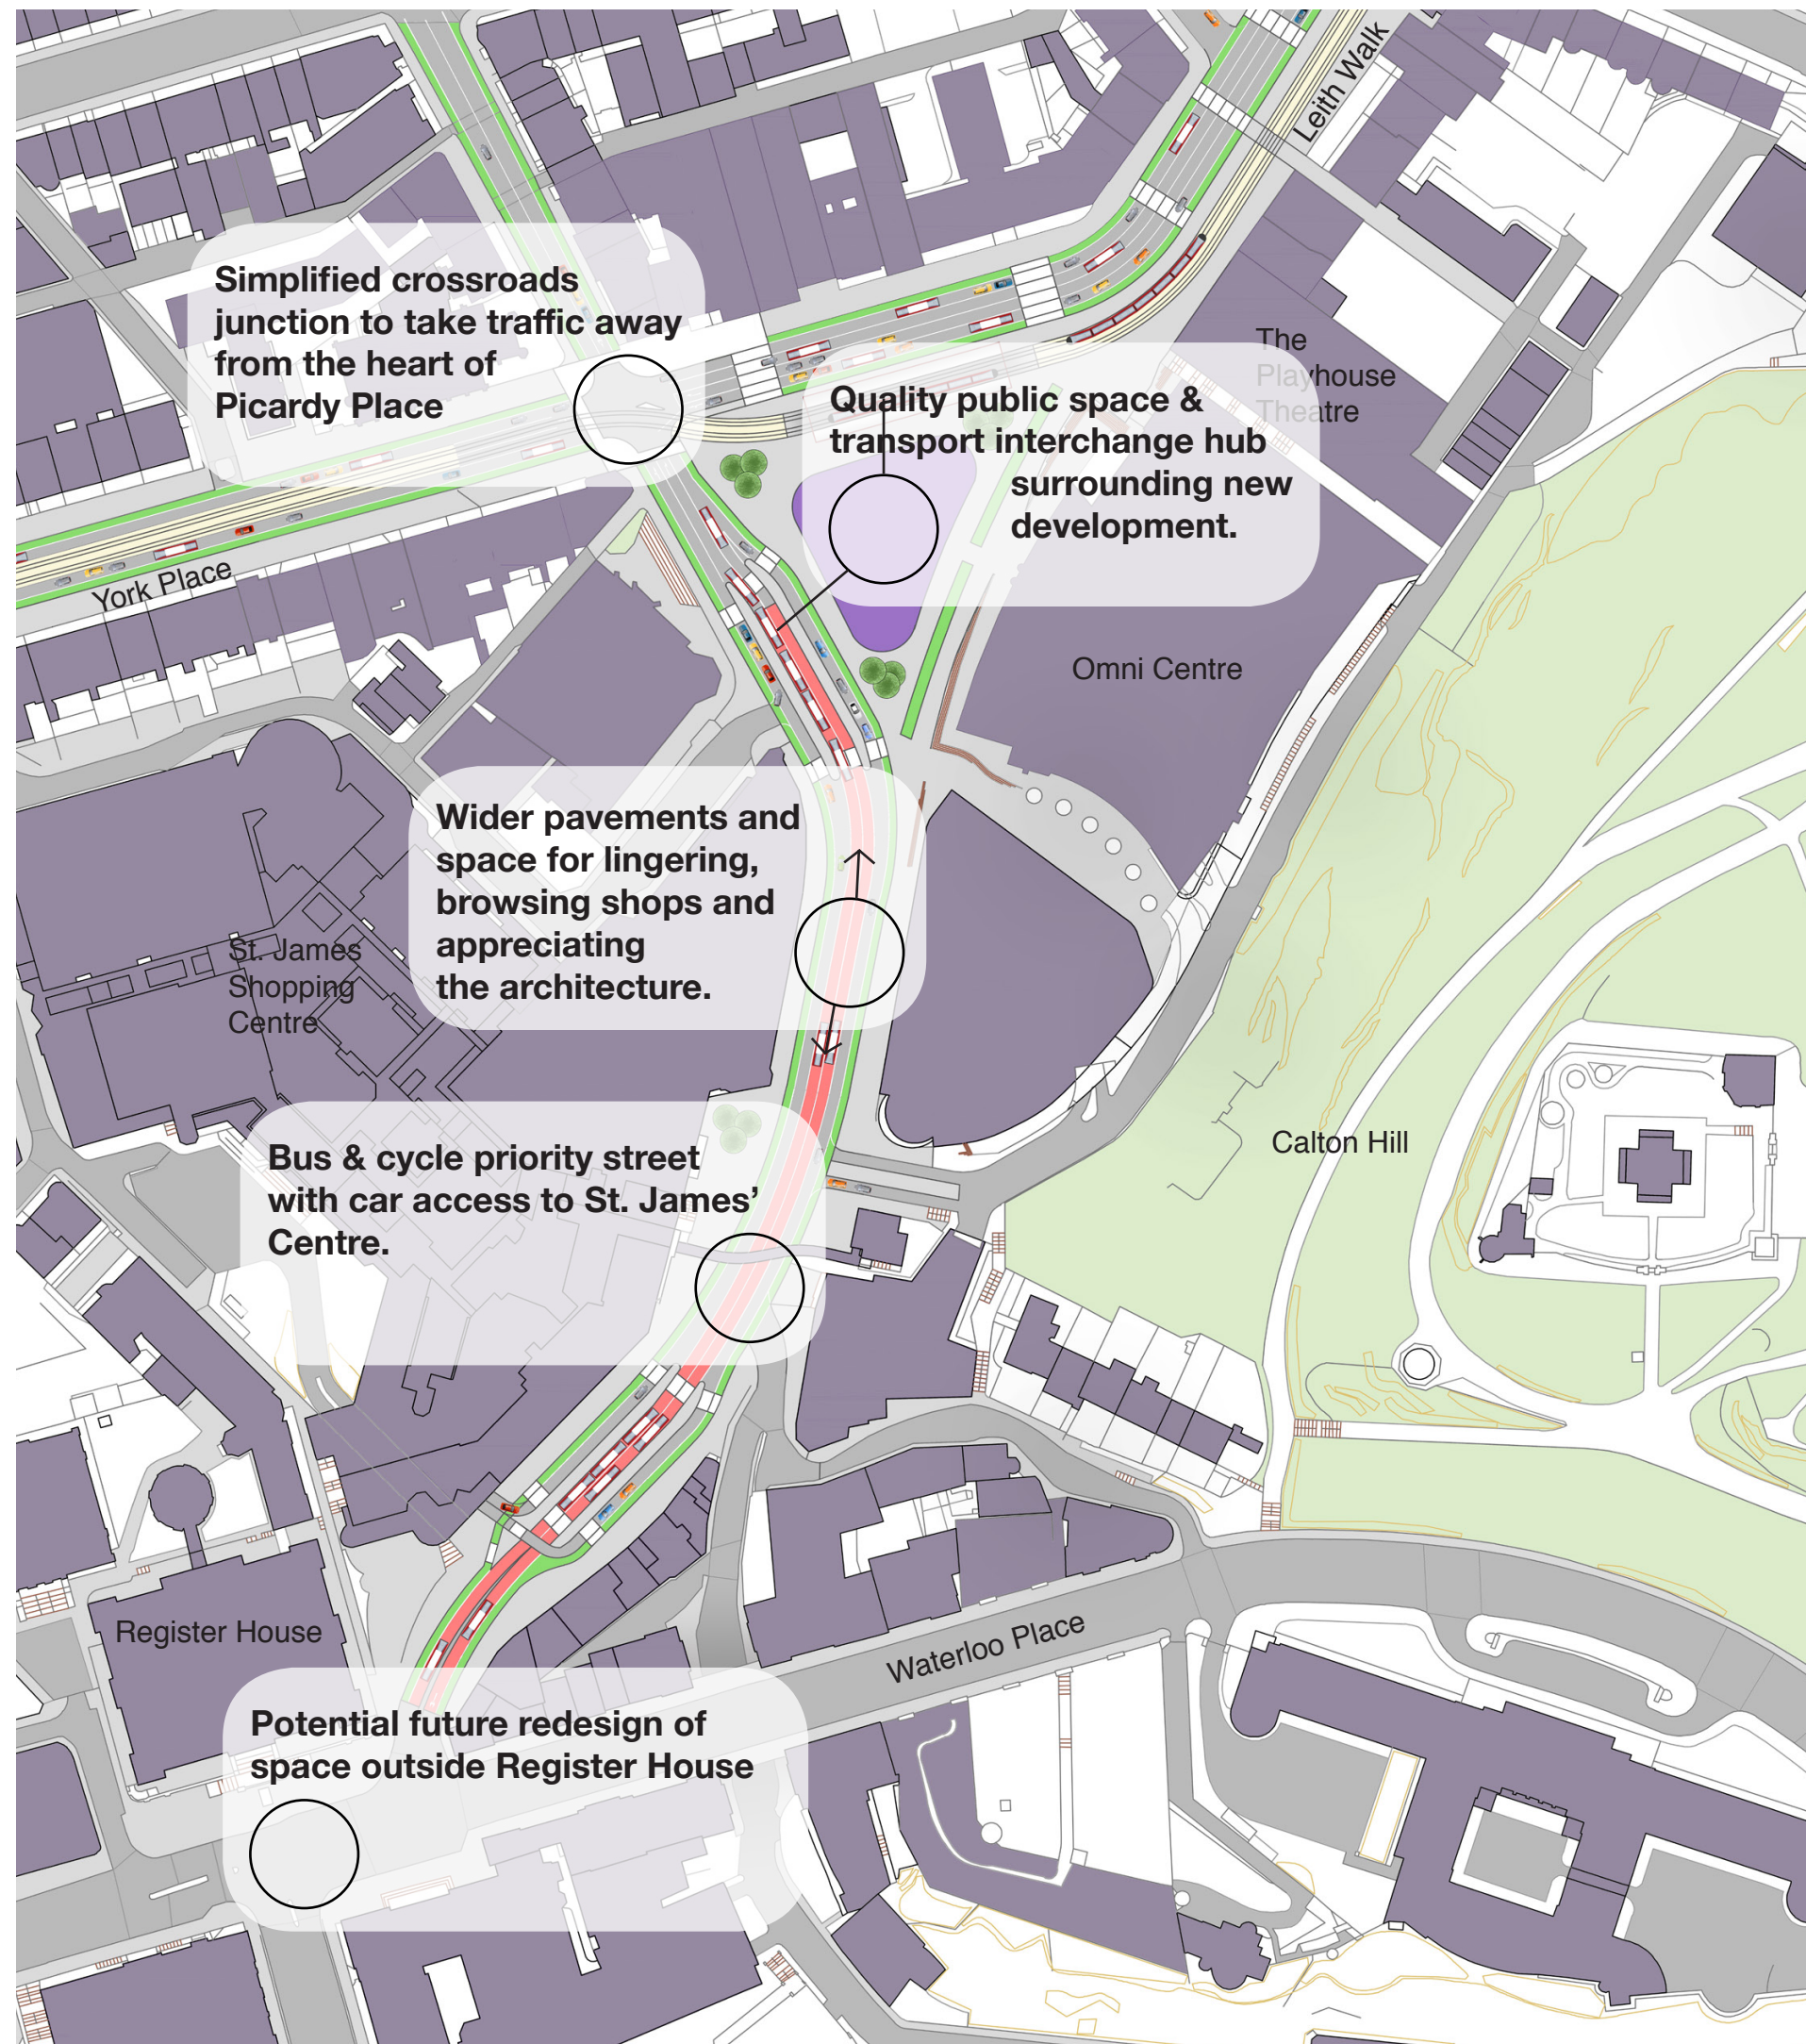 Leith Walk
Simplified crossroads
junction to take traffic away
from the heart of
Picardy Place
The
Playhouse
Theatre
Quality public space &
transport interchange hub
surrounding new
development.
York Place
Omni Centre
Wider pavements and
space for lingering,
browsing shops and
appreciating
the architecture.
St. James
Shopping
Centre
Calton Hill
Bus & cycle priority street
with car access to St. James’
Centre.
Register House
Waterloo Place
Potential future redesign of
space outside Register House